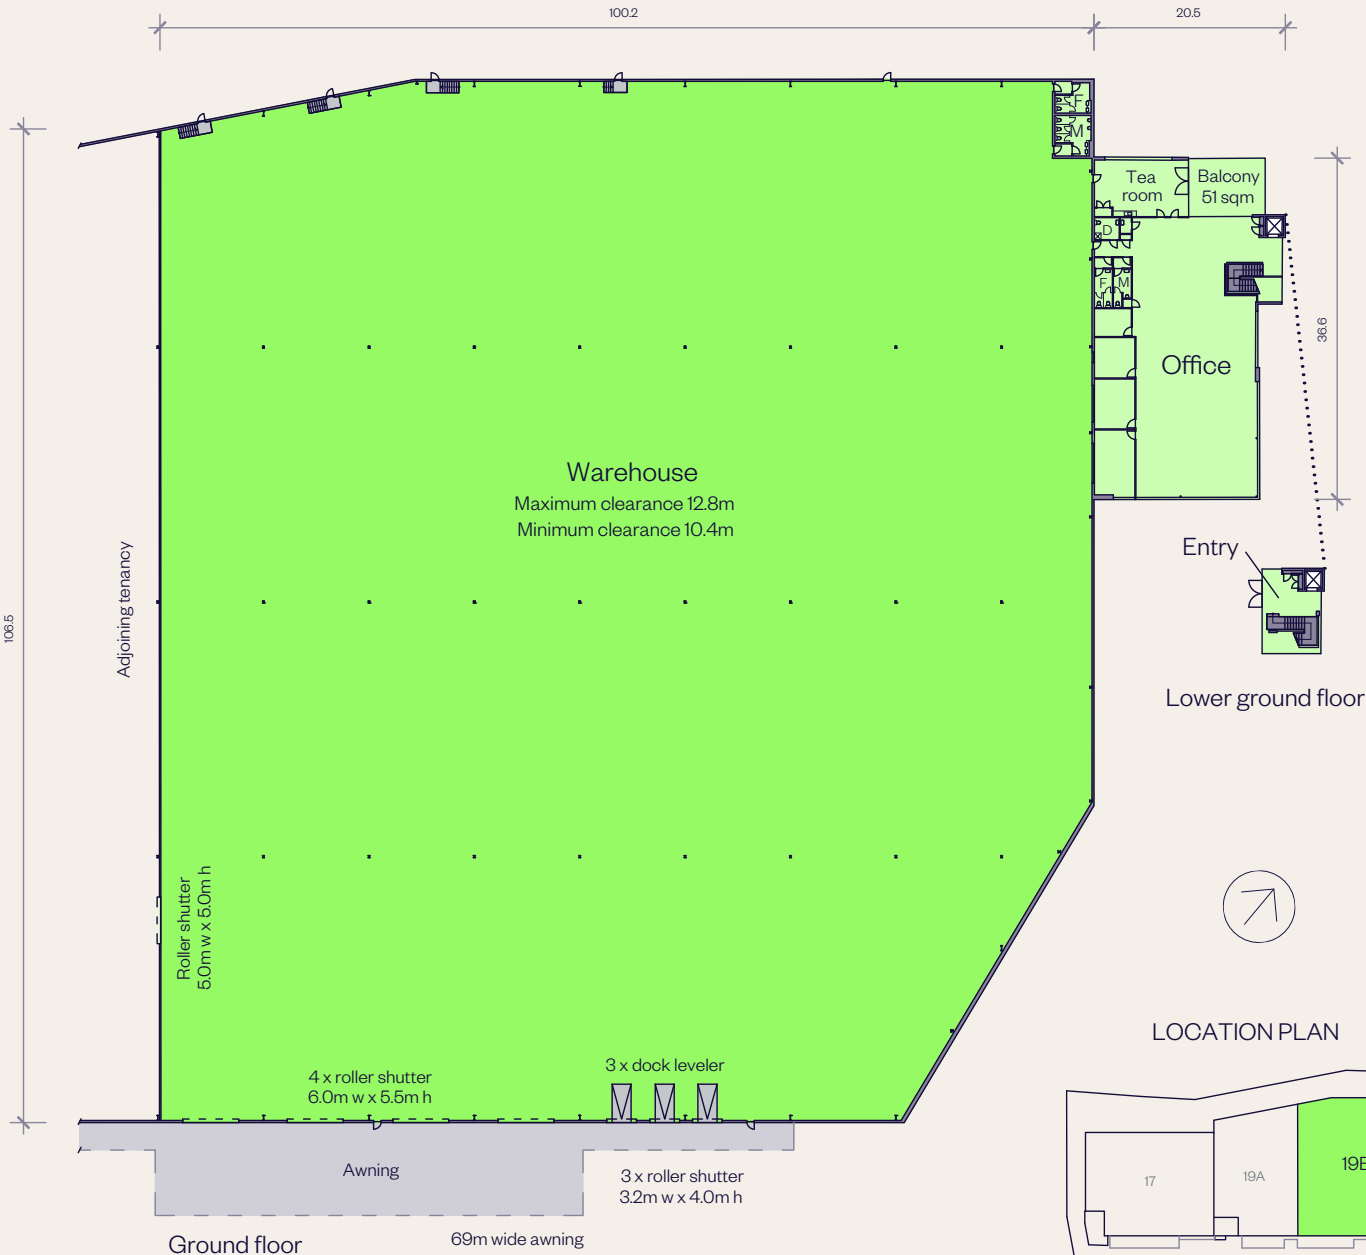 100.2
20.5
F
M
Tea
room
Balcony
51 sqm
D
F
M
36.6
Office
Warehouse
Maximum clearance 12.8m
Minimum clearance 10.4m
Entry
Adjoining tenancy
106.5
Lower ground floor
Roller shutter
5.0m w x 5.0m h
LOCATION PLAN
4 x roller shutter
6.0m w x 5.5m h
3 x dock leveler
Awning
3 x roller shutter
3.2m w x 4.0m h
17
19A
19B
Ground floor
69m wide awning